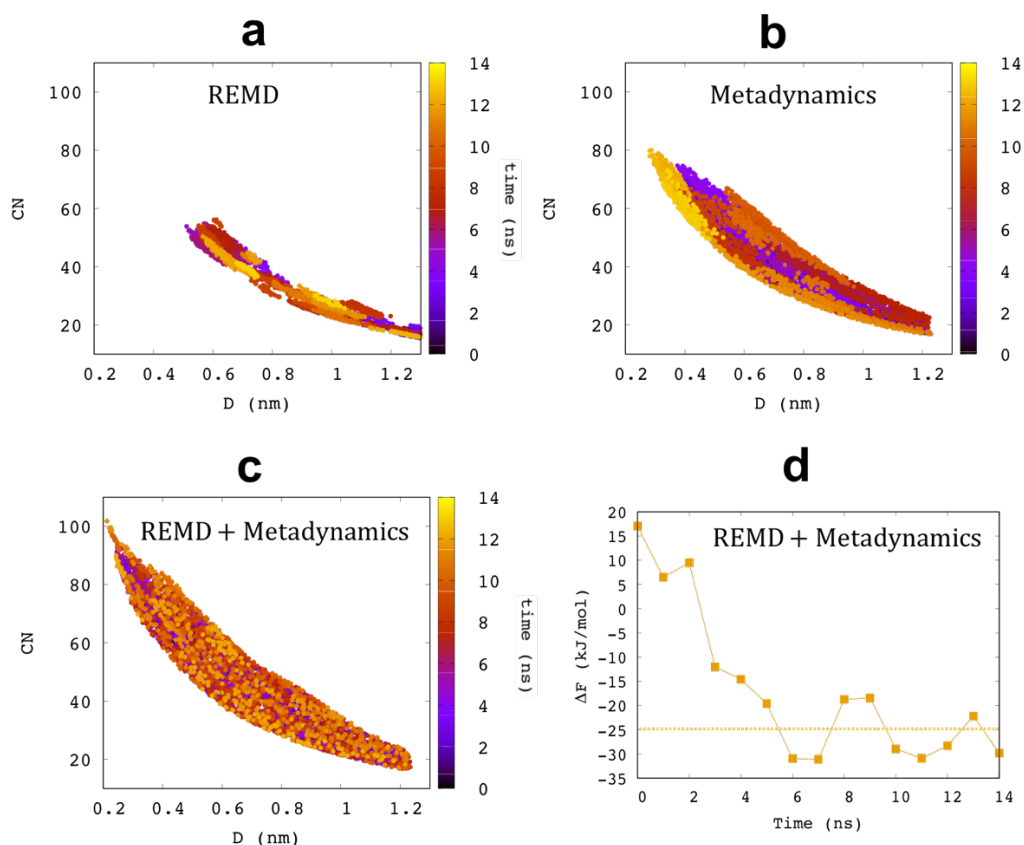 a
REMD
CN
100
80
60
40
20
0.2 0.4 0.6 0.8 1 1.2
D (nm)
14
12
10
8
6
4
2
0
time (ns)
b
Metadynamics
CN
100
80
60
40
20
0.2 0.4 0.6 0.8 1 1.2
D (nm)
14
12
10
8
6
4
2
0
c
REMD + Metadynamics
CN
100
80
60
40
20
0.2 0.4 0.6 0.8 1 1.2
D (nm)
14
12
10
8
6
4
2
0
time (ns)
d
REMD + Metadynamics
ΔF (kJ/mol)
20
15
10
5
0
−5
−10
−15
−20
−25
−30
−35
0 2 4 6 8 10 12 14
Time (ns)